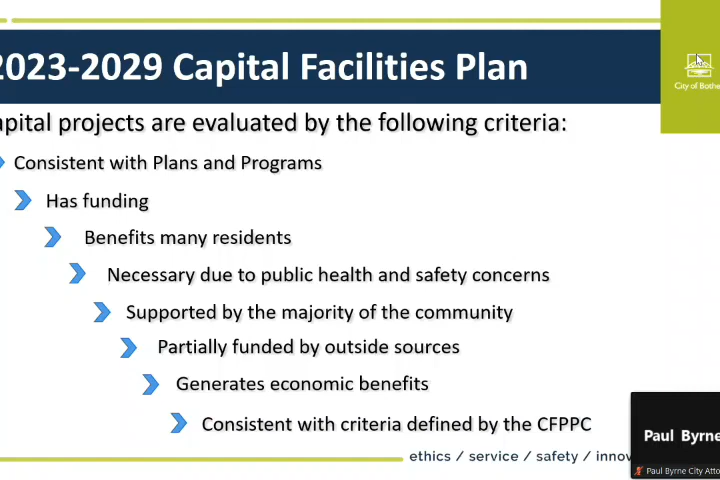 2023-2029 Capital Facilities Plan
City of Bothe
apital projects are evaluated by the following criteria:
Consistent with Plans and Programs
Has funding
Benefits many residents
Necessary due to public health and safety concerns
Supported by the majority of the community
Partially funded by outside sources
Generates economic benefits
Consistent with criteria defined by the CFPPC
ethics / service / safety / innov
Paul Byrne
Paul Byrne City Atto